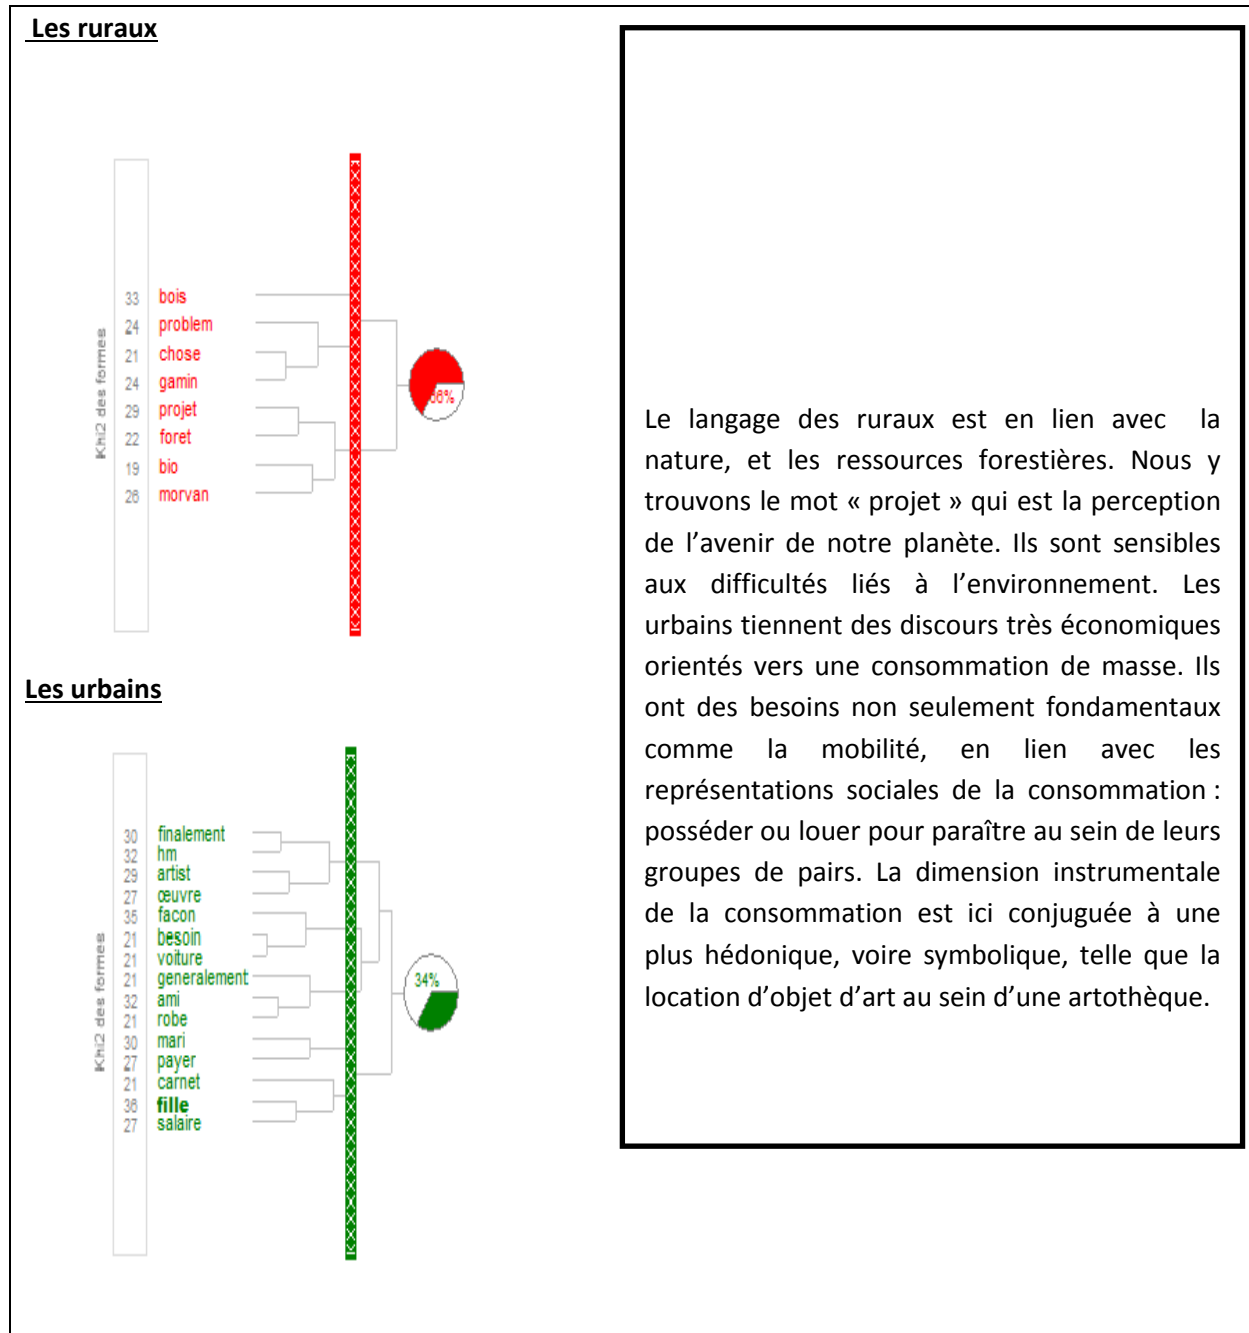 Les ruraux
Khi2 des formes
33 bois
24 problem
21 chose
24 gamin
29 projet
22 foret
19 bio
26 morvan
66%
Les urbains
Khi2 des formes
30 finalement
32 hm
29 artist
27 œuvre
35 facon
21 besoin
21 voiture
21 generalement
32 ami
21 robe
30 mari
27 payer
21 carnet
36 fille
27 salaire
34%
Le langage des ruraux est en lien avec la
nature, et les ressources forestières. Nous y
trouvons le mot « projet » qui est la perception
de l’avenir de notre planète. Ils sont sensibles
aux difficultés liés à l’environnement. Les
urbains tiennent des discours très économiques
orientés vers une consommation de masse. Ils
ont des besoins non seulement fondamentaux
comme la mobilité, en lien avec les
représentations sociales de la consommation :
posséder ou louer pour paraître au sein de leurs
groupes de pairs. La dimension instrumentale
de la consommation est ici conjuguée à une
plus hédonique, voire symbolique, telle que la
location d’objet d’art au sein d’une artothèque.